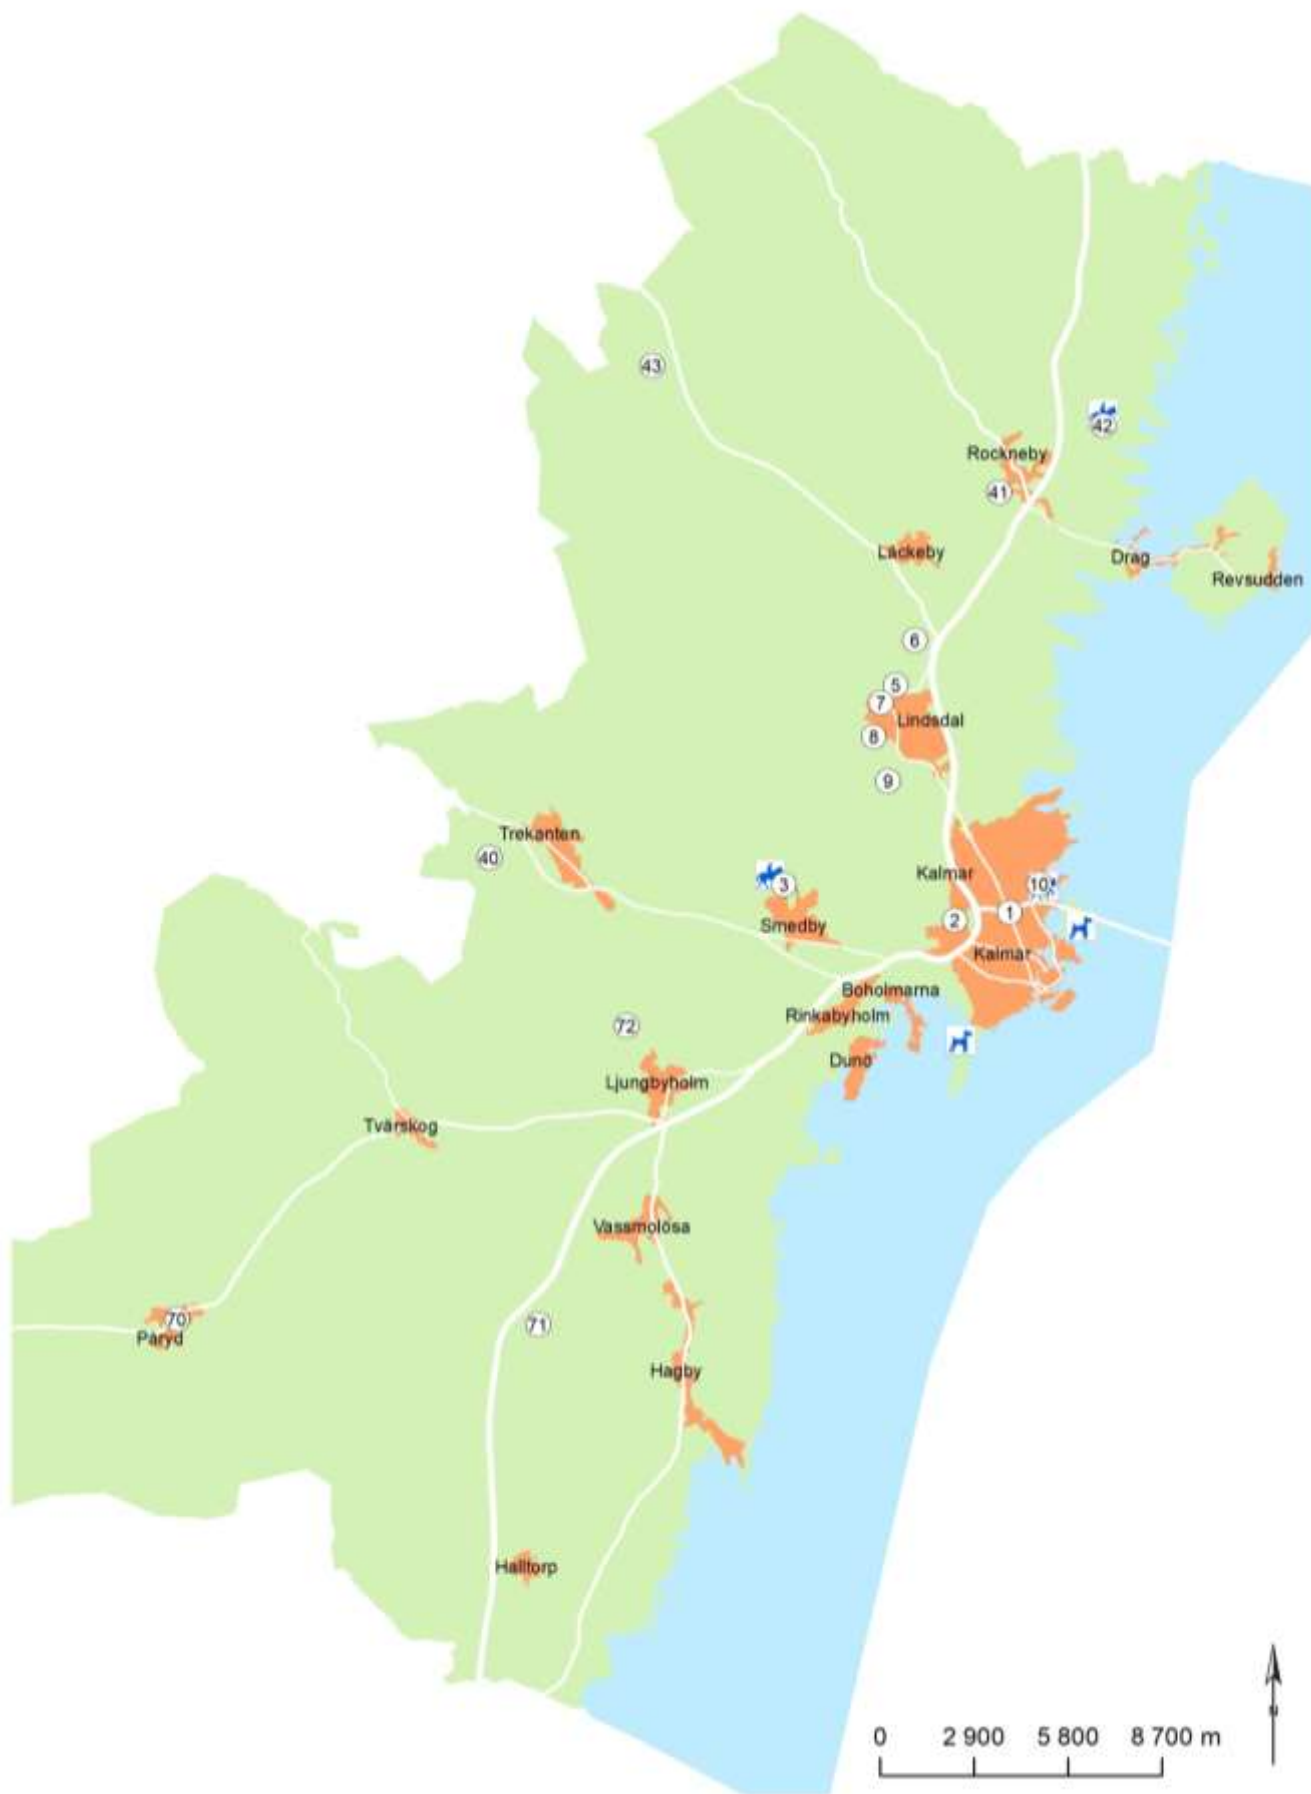 43
42
Rockneby
41
Läckeby
Drag
Revsudden
6
5
7
Lindsdal
8
9
Trekanten
40
Kalmar
3
10
2
1
Smedby
Kalmar
Boholmarna
Rinkabyholm
72
Dunö
Ljungbyholm
Tvärskog
Vassmolösa
70
71
Påryd
Hagby
Halltorp
N
0 2 900 5 800 8 700 m